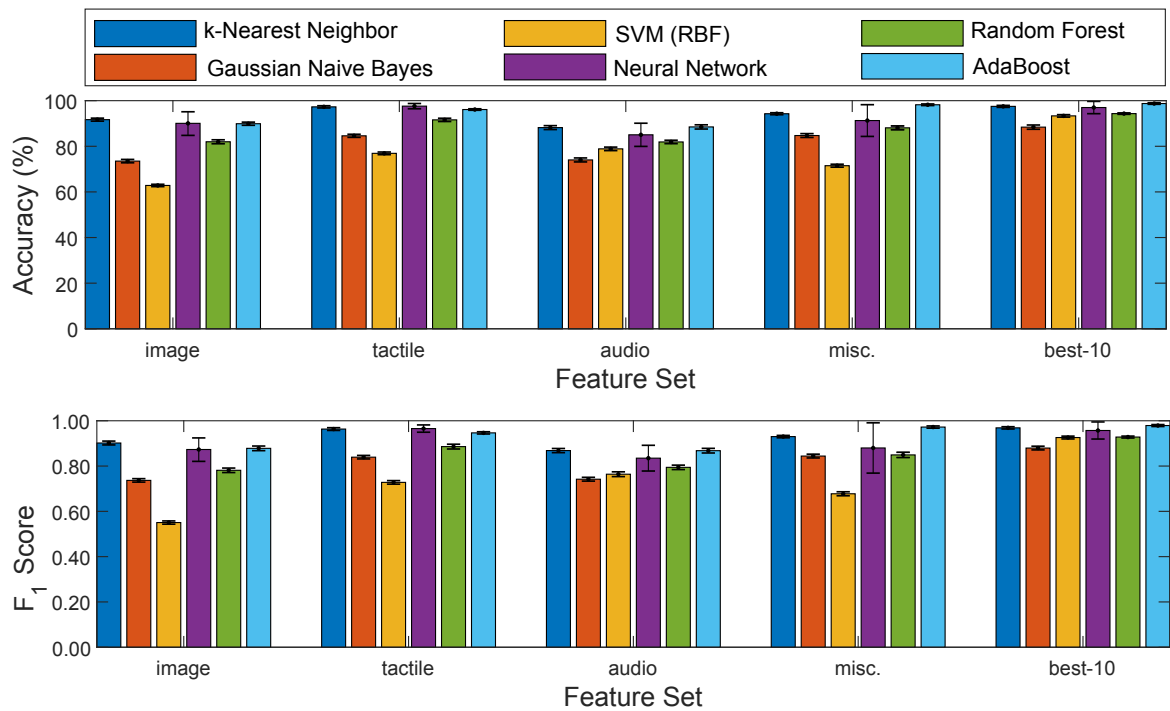 k-Nearest Neighbor SVM (RBF) Random Forest
Gaussian Naive Bayes Neural Network AdaBoost
100
80
60
40
20
0
Accuracy (%)
image tactile audio misc. best-10
Feature Set
1.00
0.80
0.60
0.40
0.20
0.00
F1 Score
image tactile audio misc. best-10
Feature Set